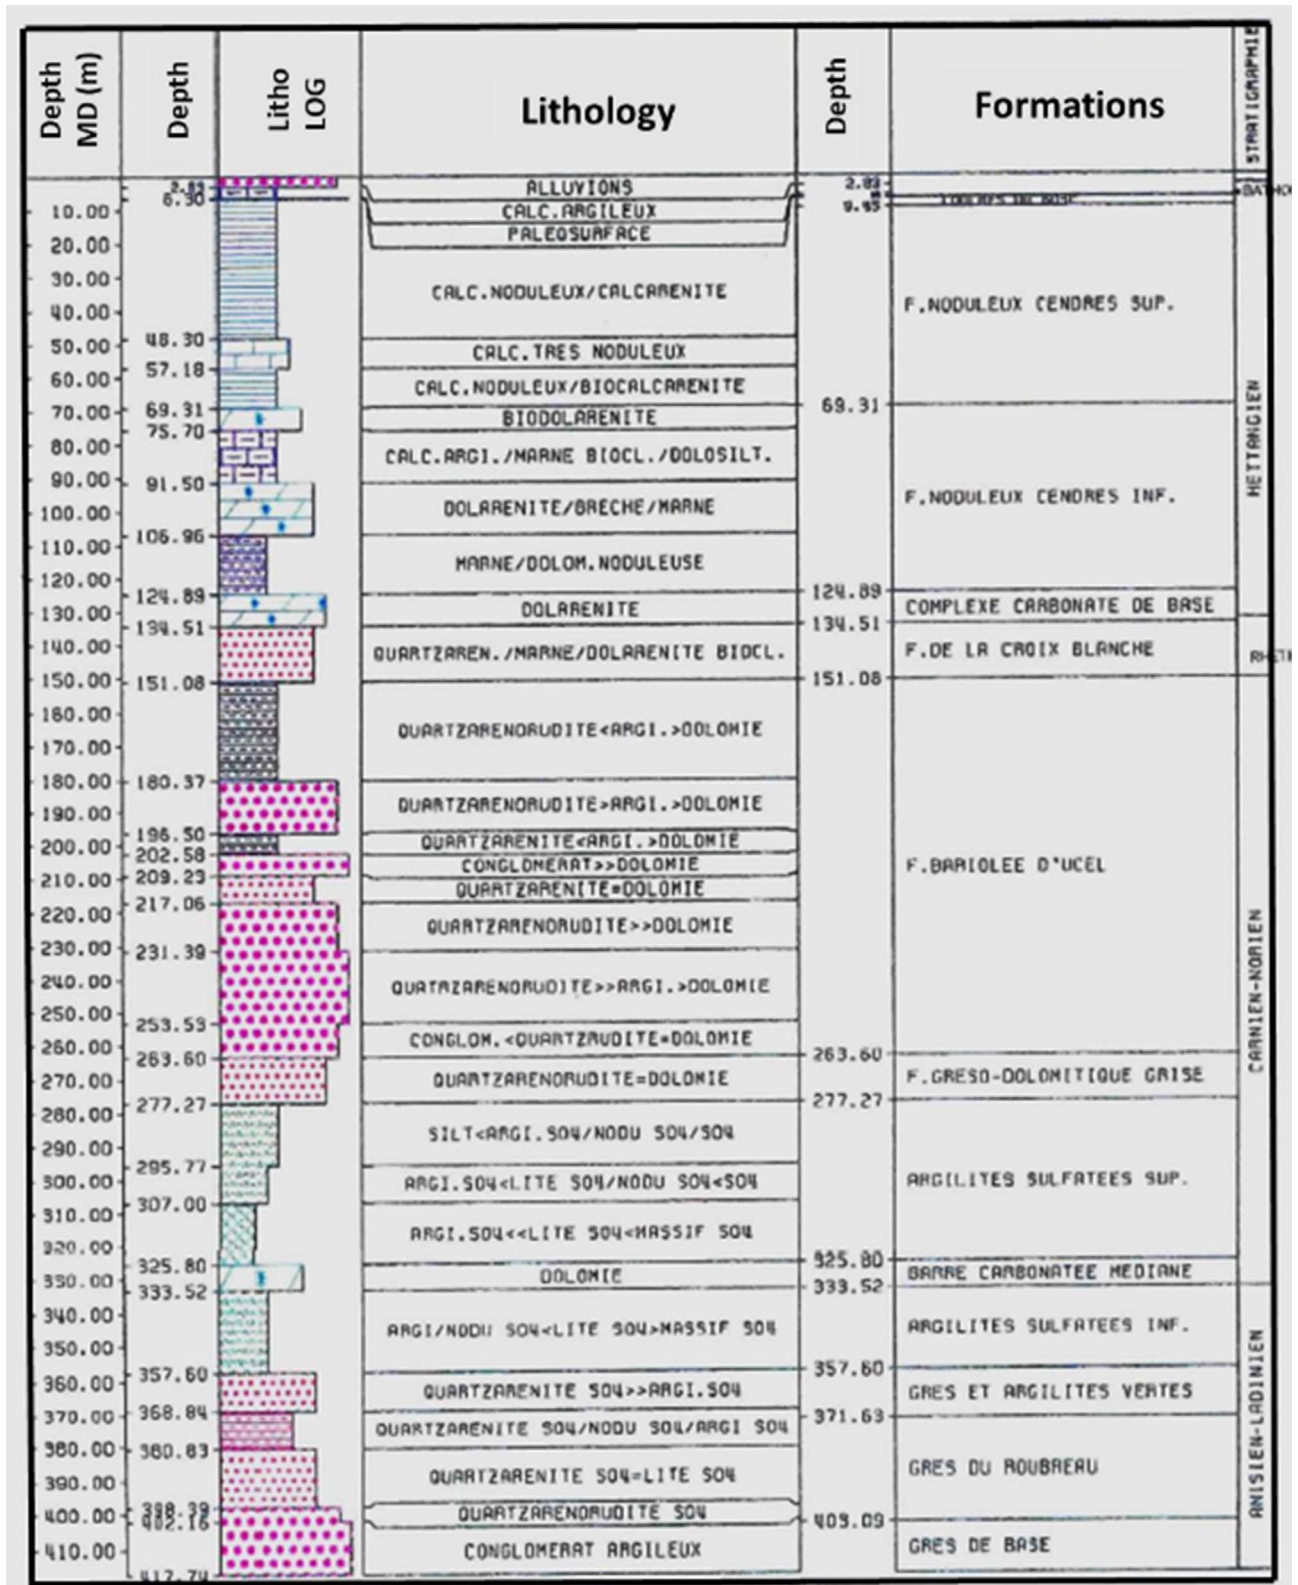 Depth MD (m)
Depth
Litho LOG
Lithology
Depth
Formations
STRATIGRAPHIE
2.83
6.30
10.00
20.00
30.00
40.00
50.00
60.00
70.00
80.00
90.00
100.00
110.00
120.00
130.00
140.00
150.00
160.00
170.00
180.00
190.00
200.00
210.00
220.00
230.00
240.00
250.00
260.00
270.00
280.00
290.00
300.00
310.00
320.00
330.00
340.00
350.00
360.00
370.00
380.00
390.00
400.00
410.00
48.30
57.18
69.31
75.70
91.50
106.96
124.89
134.51
151.08
180.37
196.50
202.58
209.23
217.06
231.39
253.53
263.60
277.27
295.77
307.00
325.80
333.52
357.60
368.84
380.83
398.39
402.16
417.74
ALLUVIONS
CALC.ARGILEUX
PALEOSURFACE
CALC.NODULEUX/CALCARENITE
CALC.TRES NODULEUX
CALC.NODULEUX/BIOCALCARENITE
BIODOLARENITE
CALC.ARGI./MARNE BIOCL./DOLOSILT.
DOLARENITE/BRECHE/MARNE
MARNE/DOLOM.NODULEUSE
DOLARENITE
QUARTZAREN./MARNE/DOLARENITE BIOCL.
QUARTZARENORUDITE<ARGI.>DOLOMIE
QUARTZARENORUDITE>ARGI.>DOLOMIE
QUARTZARENITE<ARGI.>DOLOMIE
CONGLOMERAT>>DOLOMIE
QUARTZARENITE=DOLOMIE
QUARTZARENORUDITE>>DOLOMIE
QUATRZARENORUDITE>>ARGI.>DOLOMIE
CONGLOM.<QUARTZRUDITE=DOLOMIE
QUARTZARENORUDITE=DOLOMIE
SILT<ARGI.SO4/NODU SO4/SO4
ARGI.SO4<LITE SO4/NODU SO4<SO4
ARGI.SO4<<LITE SO4<MASSIF SO4
DOLOMIE
ARGI/NODU SO4<LITE SO4>MASSIF SO4
QUARTZARENITE SO4>>ARGI.SO4
QUARTZARENITE SO4/NODU SO4/ARGI SO4
QUARTZARENITE SO4=LITE SO4
QUARTZARENORUDITE SO4
CONGLOMERAT ARGILEUX
2.83
9.45
69.31
124.89
134.51
151.08
263.60
277.27
325.80
333.52
357.60
371.63
403.09
F.NODULEUX CENDRES SUP.
F.NODULEUX CENDRES INF.
COMPLEXE CARBONATE DE BASE
F.DE LA CROIX BLANCHE
F.BARIOLEE D'UCEL
F.GRESO-DOLOMITIQUE GRISE
ARGILITES SULFATEES SUP.
BARRE CARBONATEE MEDIANE
ARGILITES SULFATEES INF.
GRES ET ARGILITES VERTES
GRES DU ROUBREAU
GRES DE BASE
BATHO
HETTANGIEN
RHETI
CARNIEN-NORIEN
ANISIEN-LADINIEN